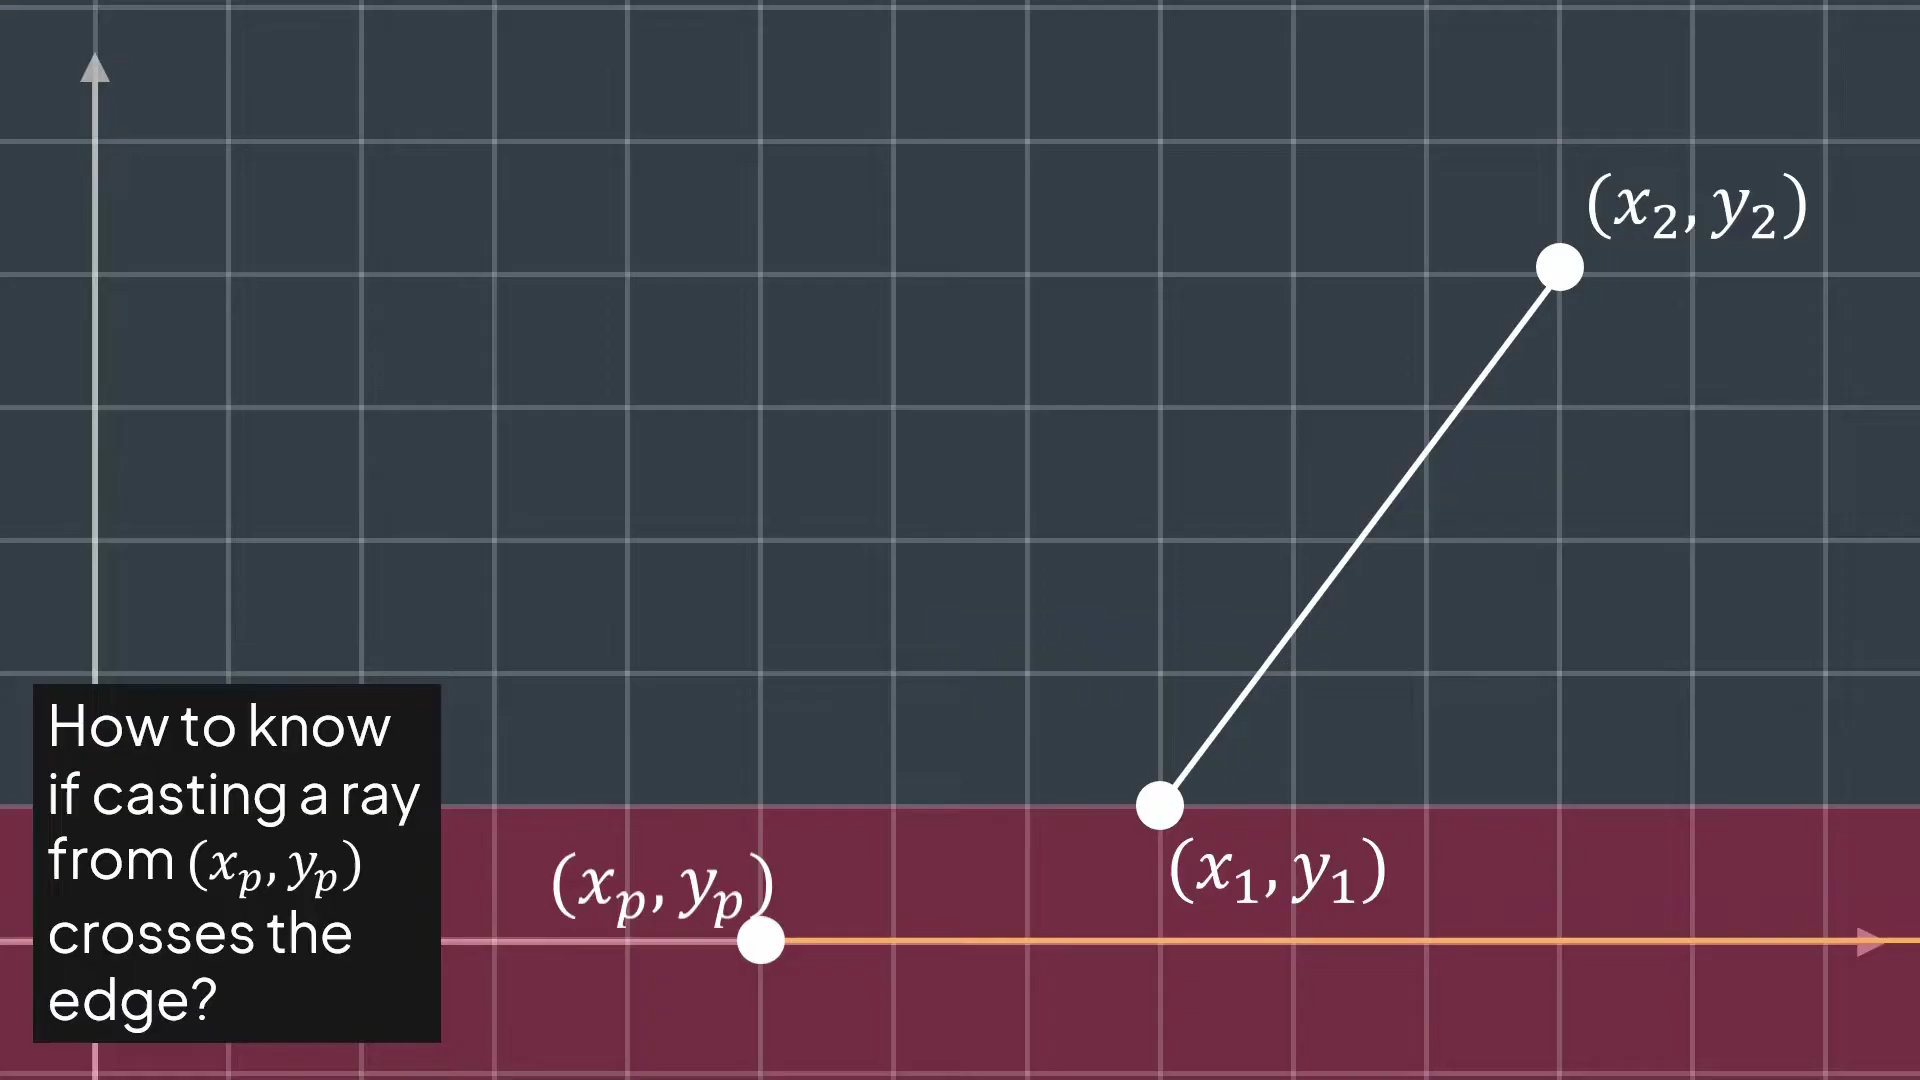 (x₂, y₂)
(x₁, y₁)
(xₚ, yₚ)
How to know
if casting a ray
from (xₚ, yₚ)
crosses the
edge?